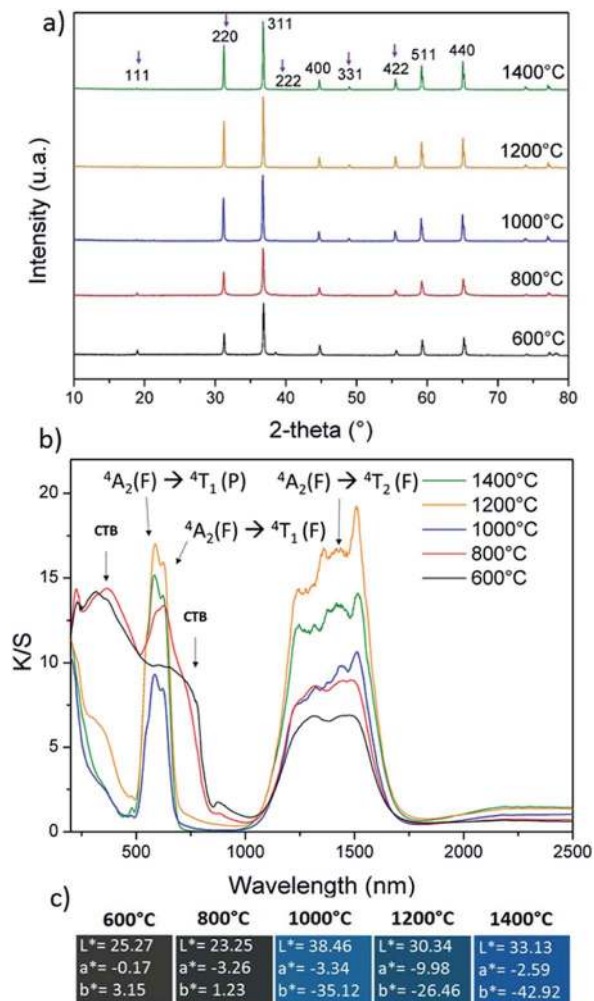 a)
111
220
311
222
400
331
422
511
440
1400°C
1200°C
1000°C
800°C
600°C
Intensity (u.a.)
10 20 30 40 50 60 70 80
2-theta (°)
b)
⁴A₂(F) → ⁴T₁(P)
⁴A₂(F) → ⁴T₂(F)
⁴A₂(F) → ⁴T₁(F)
CTB
CTB
1400°C
1200°C
1000°C
800°C
600°C
20
15
10
5
0
K/S
500 1000 1500 2000 2500
Wavelength (nm)
c)
600°C 800°C 1000°C 1200°C 1400°C
L*= 25.27 L*= 23.25 L*= 38.46 L*= 30.34 L*= 33.13
a*= -0.17 a*= -3.26 a*= -3.34 a*= -9.98 a*= -2.59
b*= 3.15 b*= 1.23 b*= -35.12 b*= -26.46 b*= -42.92